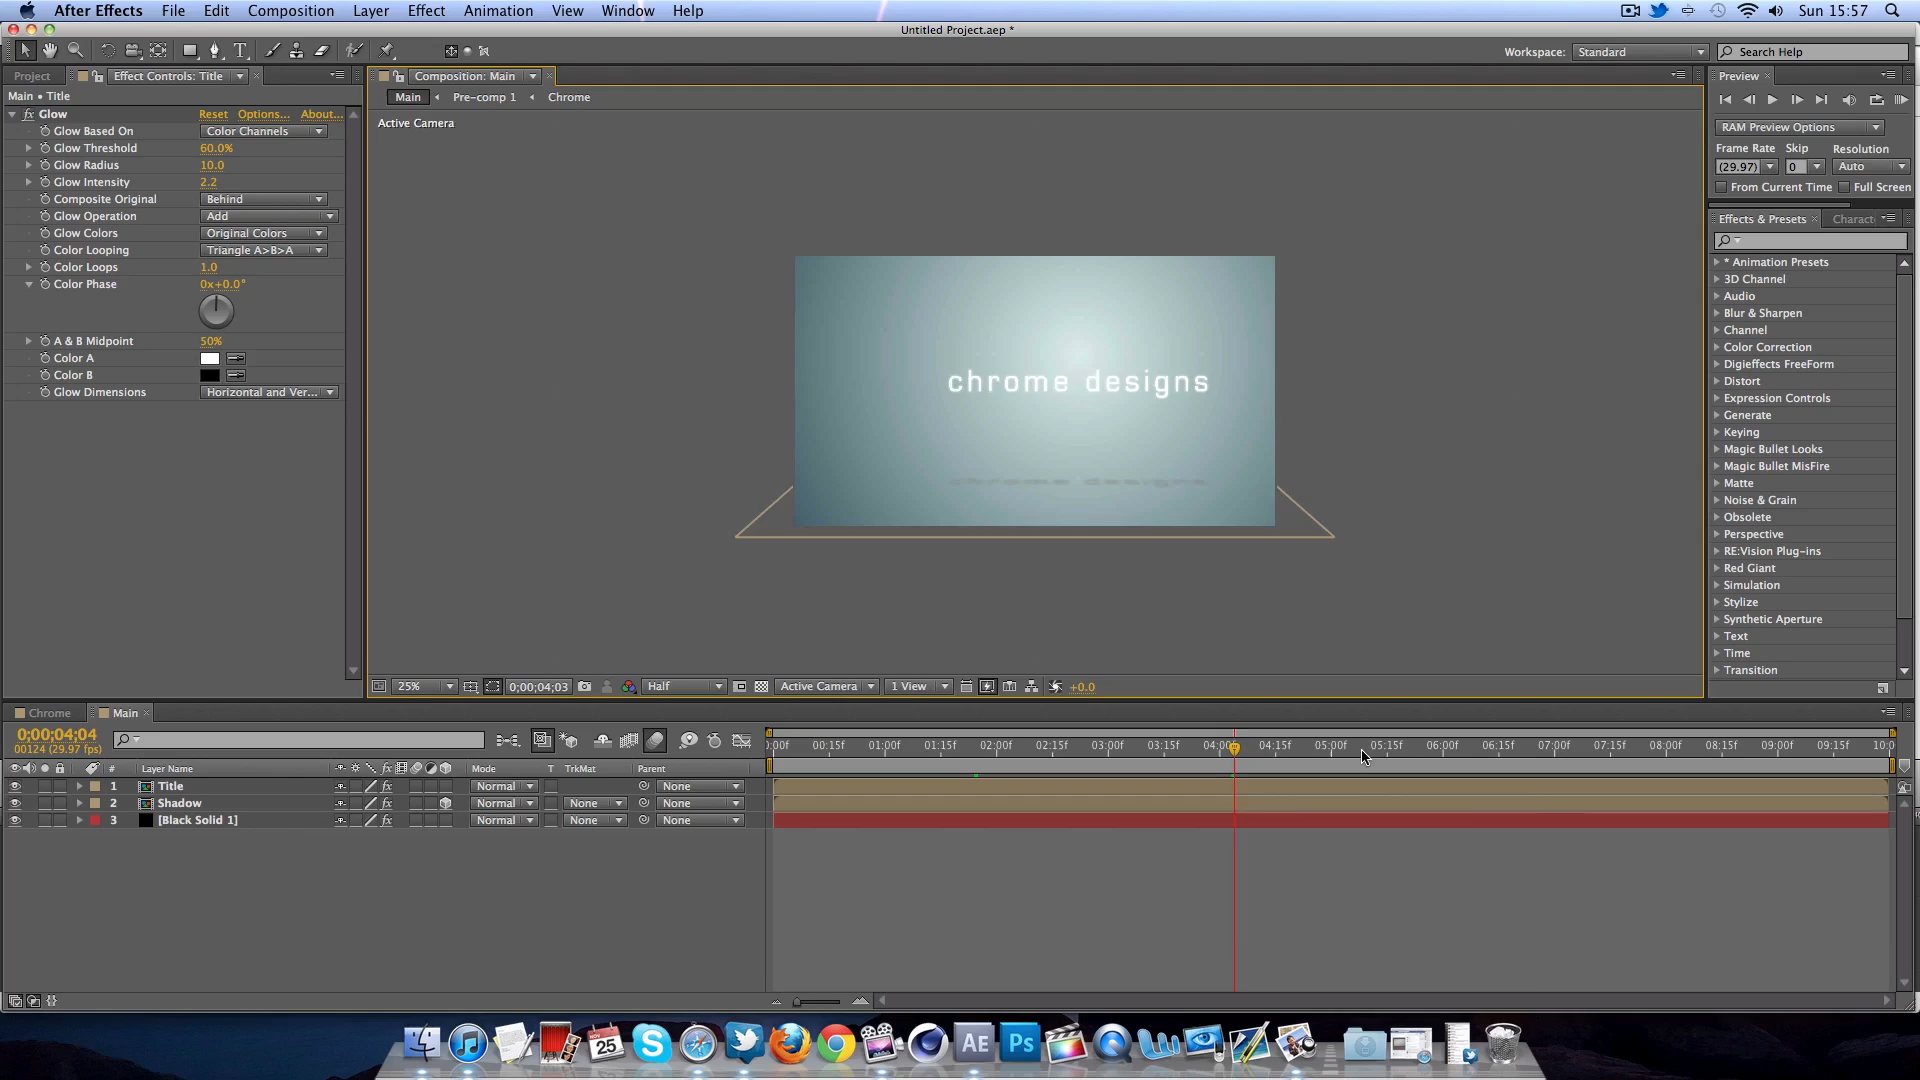 After Effects File Edit Composition Layer Effect Animation View Window Help Sun 15:57
Untitled Project.aep *
Workspace: Standard Search Help
Project Effect Controls: Title Composition: Main Preview
Main • Title
Main Pre-comp 1 Chrome
Active Camera
Glow Reset Options... About...
Glow Based On Color Channels
Glow Threshold 60.0%
Glow Radius 10.0
Glow Intensity 2.2
Composite Original Behind
Glow Operation Add
Glow Colors Original Colors
Color Looping Triangle A>B>A
Color Loops 1.0
Color Phase 0x+0.0°
A & B Midpoint 50%
Color A
Color B
Glow Dimensions Horizontal and Ver...
chrome designs
chrome designs
25% 0;00;04;03 Half Active Camera 1 View +0.0
RAM Preview Options
Frame Rate Skip Resolution
(29.97) 0 Auto
From Current Time Full Screen
Effects & Presets Charact
* Animation Presets
3D Channel
Audio
Blur & Sharpen
Channel
Color Correction
Digieffects FreeForm
Distort
Expression Controls
Generate
Keying
Magic Bullet Looks
Magic Bullet MisFire
Matte
Noise & Grain
Obsolete
Perspective
RE:Vision Plug-ins
Red Giant
Simulation
Stylize
Synthetic Aperture
Text
Time
Transition
Chrome Main
0;00;04;04
00124 (29.97 fps)
:00f 00:15f 01:00f 01:15f 02:00f 02:15f 03:00f 03:15f 04:00f 04:15f 05:00f 05:15f 06:00f 06:15f 07:00f 07:15f 08:00f 08:15f 09:00f 09:15f 10:0
# Layer Name Mode T TrkMat Parent
1 Title Normal None
2 Shadow Normal None None
3 [Black Solid 1] Normal None None
NOV
25
AE
Ps